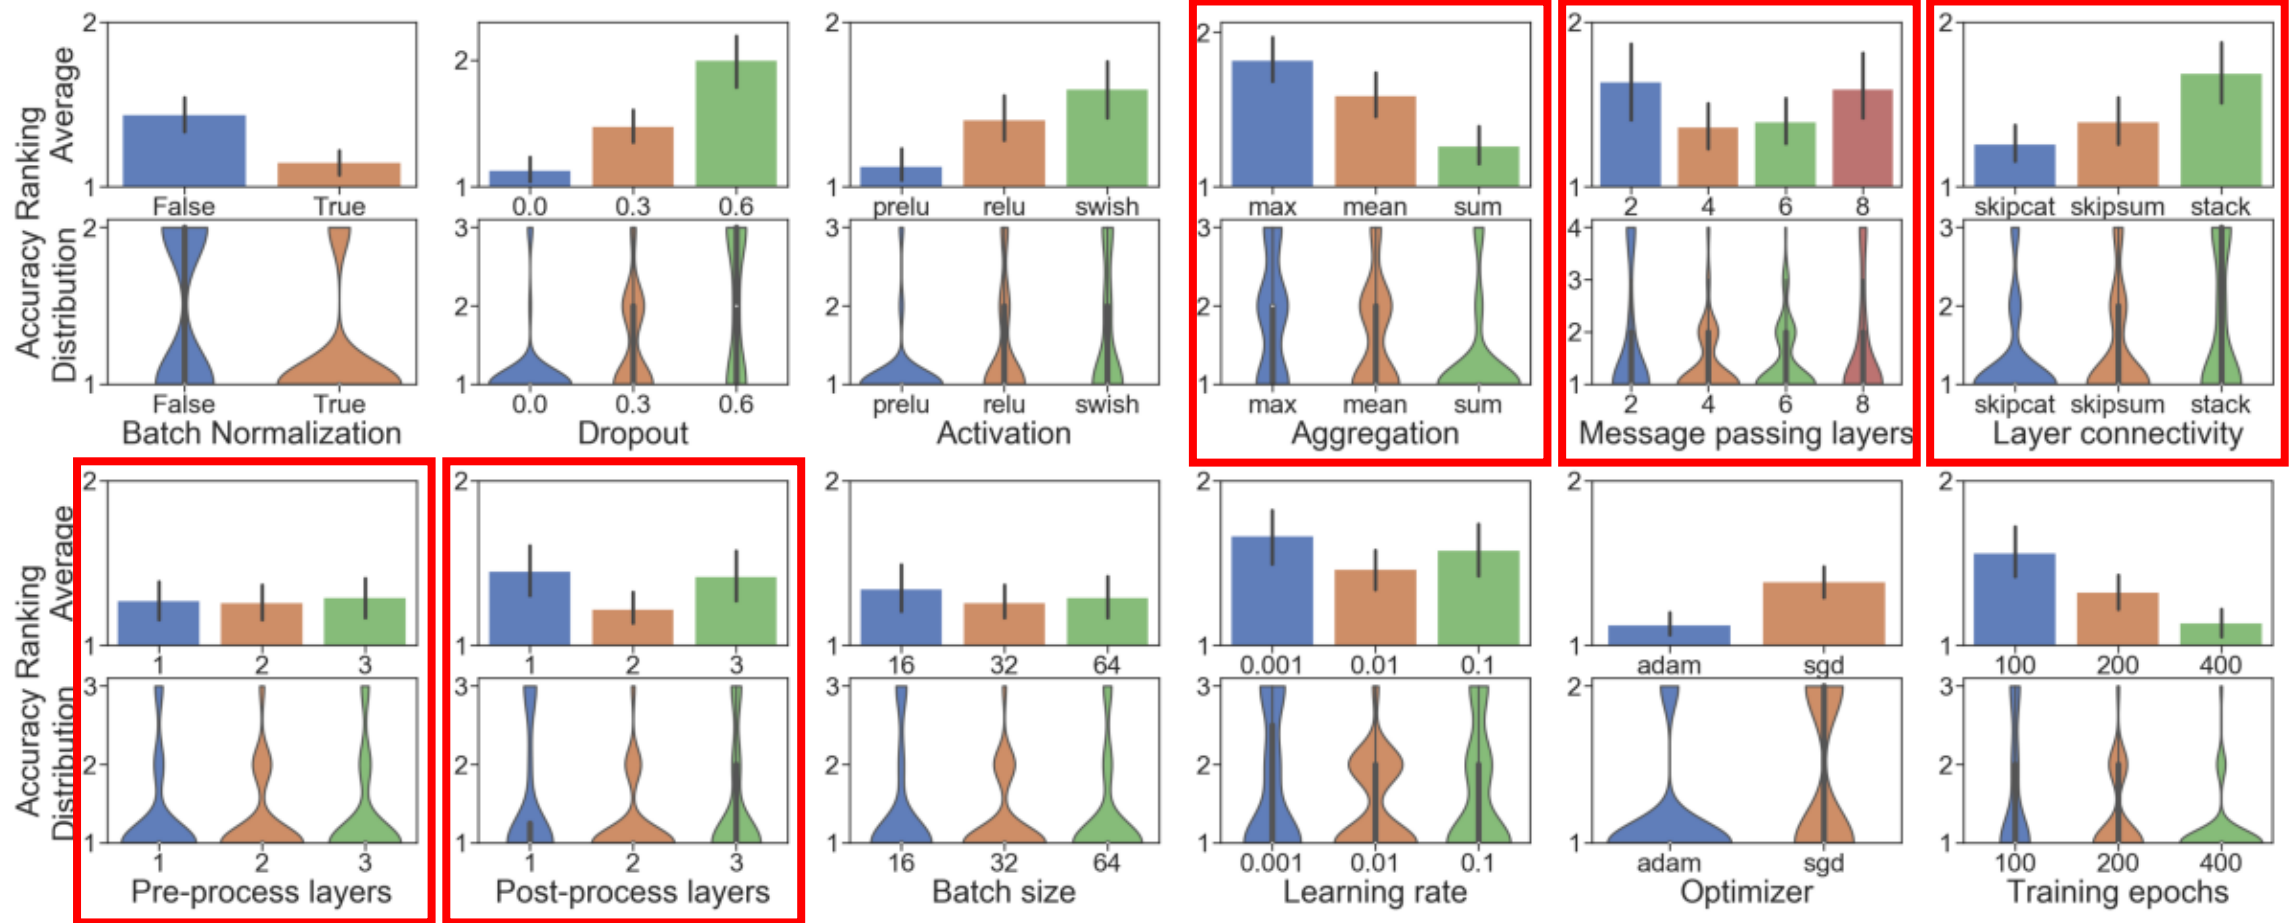 Accuracy Ranking
Average
Distribution
2
1
False True
2
1
False True
Batch Normalization
2
1
0.0 0.3 0.6
3
2
1
0.0 0.3 0.6
Dropout
2
1
prelu relu swish
3
2
1
prelu relu swish
Activation
2
1
max mean sum
3
2
1
max mean sum
Aggregation
2
1
2 4 6 8
4
3
2
1
2 4 6 8
Message passing layers
2
1
skipcat skipsum stack
3
2
1
skipcat skipsum stack
Layer connectivity
Accuracy Ranking
Average
Distribution
2
1
1 2 3
3
2
1
1 2 3
Pre-process layers
2
1
1 2 3
3
2
1
1 2 3
Post-process layers
2
1
16 32 64
3
2
1
16 32 64
Batch size
2
1
0.001 0.01 0.1
3
2
1
0.001 0.01 0.1
Learning rate
2
1
adam sgd
2
1
adam sgd
Optimizer
2
1
100 200 400
3
2
1
100 200 400
Training epochs